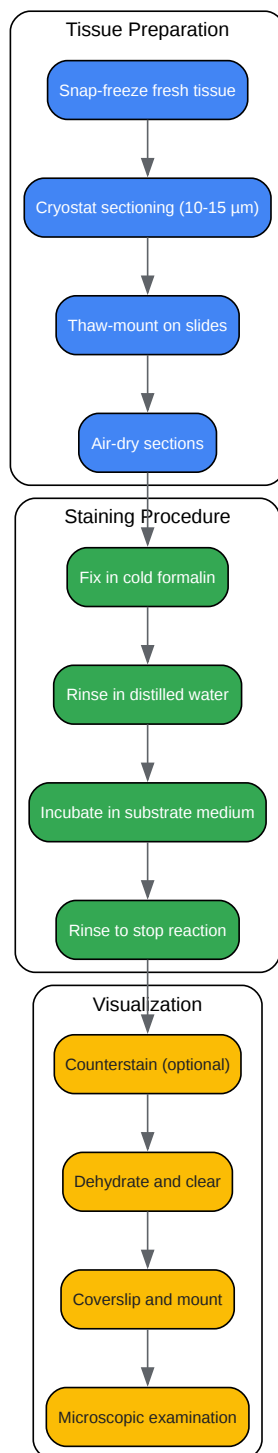 Tissue Preparation
Snap-freeze fresh tissue
Cryostat sectioning (10-15 µm)
Thaw-mount on slides
Air-dry sections
Staining Procedure
Fix in cold formalin
Rinse in distilled water
Incubate in substrate medium
Rinse to stop reaction
Visualization
Counterstain (optional)
Dehydrate and clear
Coverslip and mount
Microscopic examination